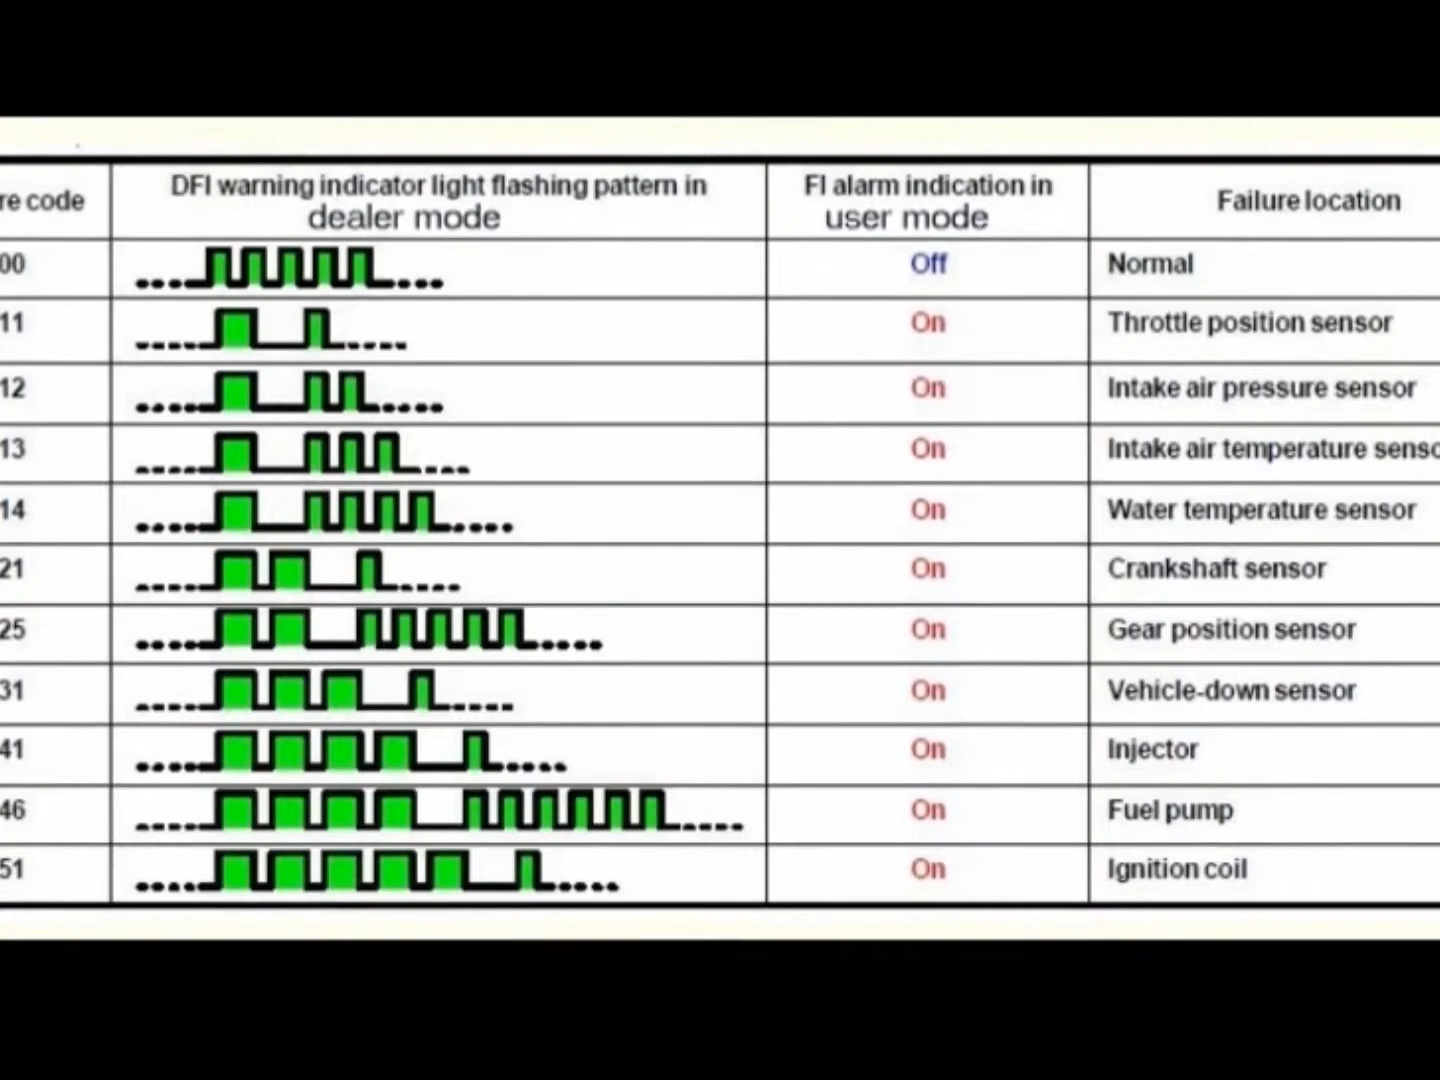 re code DFI warning indicator light flashing pattern in dealer mode FI alarm indication in user mode Failure location
00 Off Normal
11 On Throttle position sensor
12 On Intake air pressure sensor
13 On Intake air temperature senso
14 On Water temperature sensor
21 On Crankshaft sensor
25 On Gear position sensor
31 On Vehicle-down sensor
41 On Injector
46 On Fuel pump
51 On Ignition coil